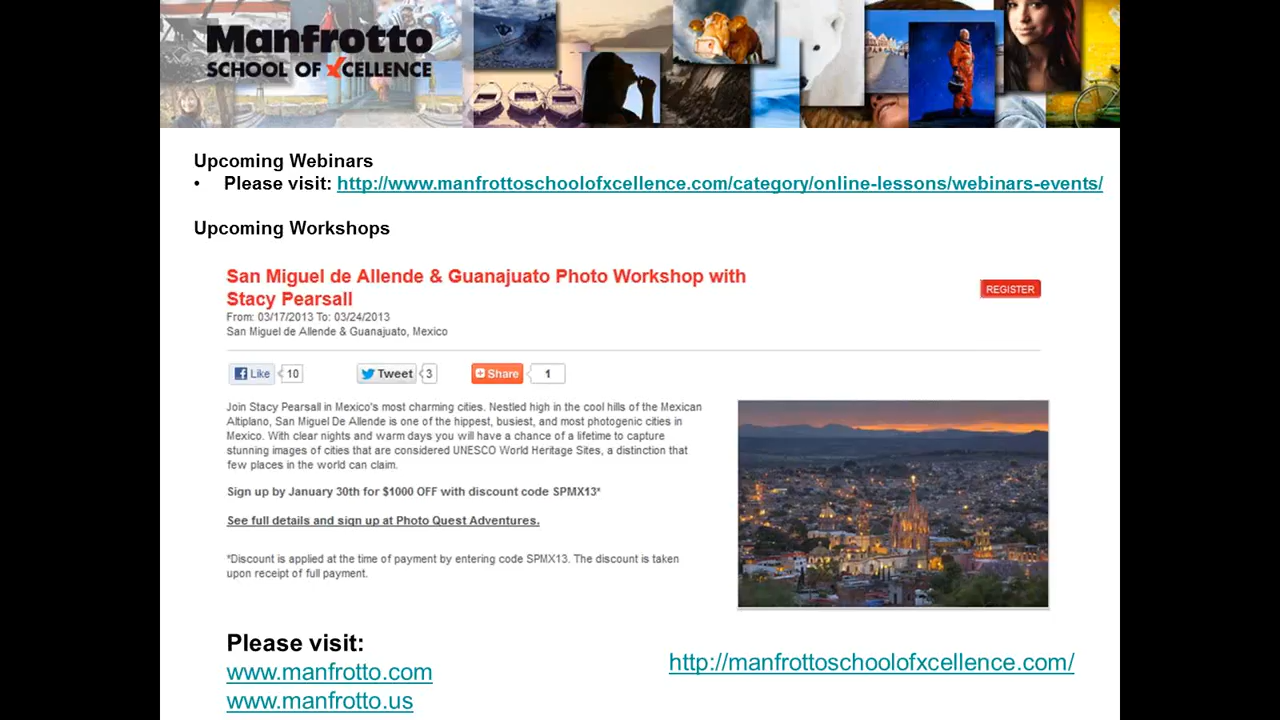 Manfrotto
SCHOOL OF XCELLENCE
Upcoming Webinars
• Please visit: http://www.manfrottoschoolofxcellence.com/category/online-lessons/webinars-events/
Upcoming Workshops
San Miguel de Allende & Guanajuato Photo Workshop with
Stacy Pearsall
REGISTER
From: 03/17/2013 To: 03/24/2013
San Miguel de Allende & Guanajuato, Mexico
Like 10 Tweet 3 Share 1
Join Stacy Pearsall in Mexico's most charming cities. Nestled high in the cool hills of the Mexican
Altiplano, San Miguel De Allende is one of the hippest, busiest, and most photogenic cities in
Mexico. With clear nights and warm days you will have a chance of a lifetime to capture
stunning images of cities that are considered UNESCO World Heritage Sites, a distinction that
few places in the world can claim.
Sign up by January 30th for $1000 OFF with discount code SPMX13*
See full details and sign up at Photo Quest Adventures.
*Discount is applied at the time of payment by entering code SPMX13. The discount is taken
upon receipt of full payment.
Please visit:
www.manfrotto.com
www.manfrotto.us
http://manfrottoschoolofxcellence.com/